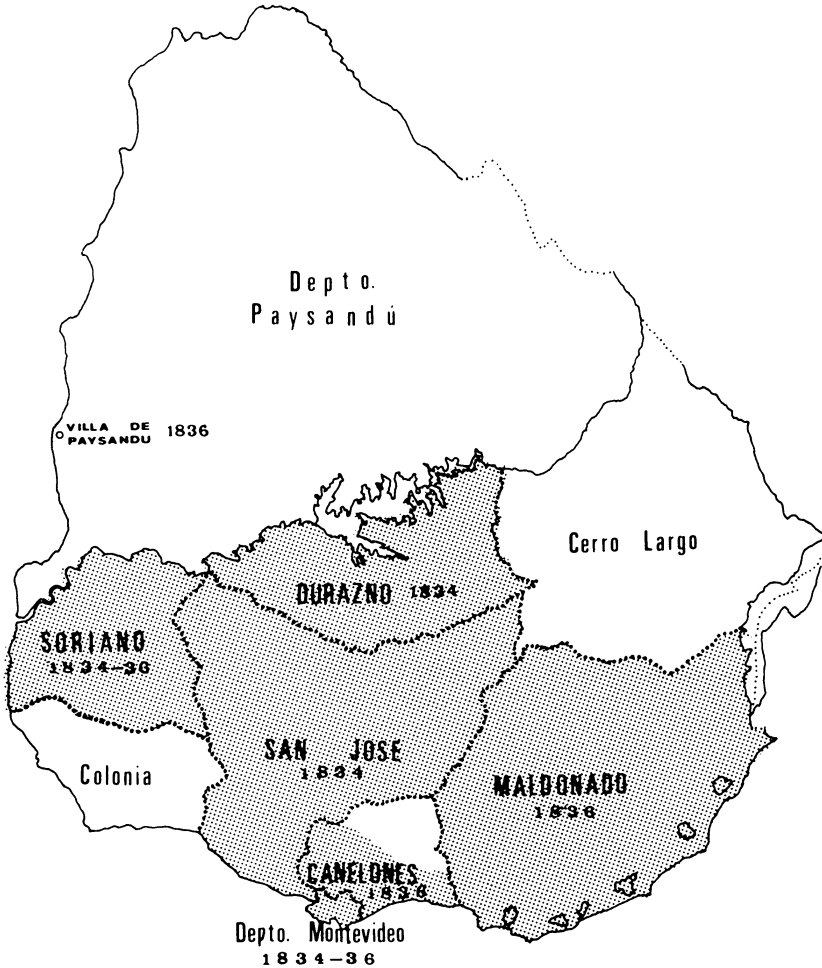 Depto.
Paysandú
VILLA DE
PAYSANDU 1836
Cerro Largo
DURAZNO 1834
SORIANO
1834-36
SAN JOSE
1834
Colonia
MALDONADO
1836
CANELONES
1836
Depto. Montevideo
1834-36